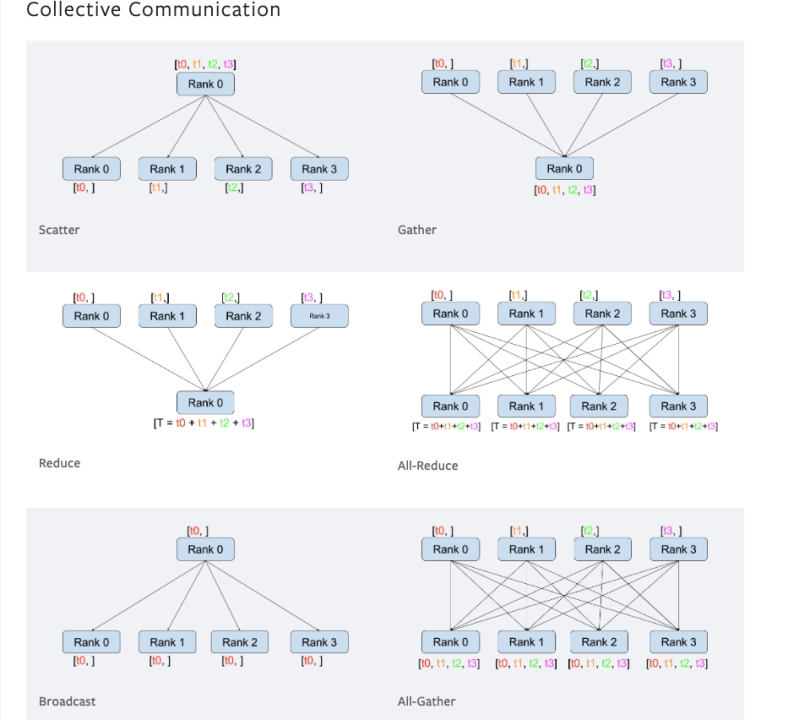 Collective Communication
[t0, t1, t2, t3]
Rank 0
Rank 0 Rank 1 Rank 2 Rank 3
[t0, ] [t1,] [t2,] [t3, ]
Scatter
[t0, ] [t1,] [t2,] [t3, ]
Rank 0 Rank 1 Rank 2 Rank 3
Rank 0
[t0, t1, t2, t3]
Gather
[t0, ] [t1,] [t2,] [t3, ]
Rank 0 Rank 1 Rank 2 Rank 3
Rank 0
[T = t0 + t1 + t2 + t3]
Reduce
[t0, ] [t1,] [t2,] [t3, ]
Rank 0 Rank 1 Rank 2 Rank 3
Rank 0 Rank 1 Rank 2 Rank 3
[T = t0+t1+t2+t3] [T = t0+t1+t2+t3] [T = t0+t1+t2+t3] [T = t0+t1+t2+t3]
All-Reduce
[t0, ]
Rank 0
Rank 0 Rank 1 Rank 2 Rank 3
[t0, ] [t0, ] [t0, ] [t0, ]
Broadcast
[t0, ] [t1,] [t2,] [t3, ]
Rank 0 Rank 1 Rank 2 Rank 3
Rank 0 Rank 1 Rank 2 Rank 3
[t0, t1, t2, t3] [t0, t1, t2, t3] [t0, t1, t2, t3] [t0, t1, t2, t3]
All-Gather